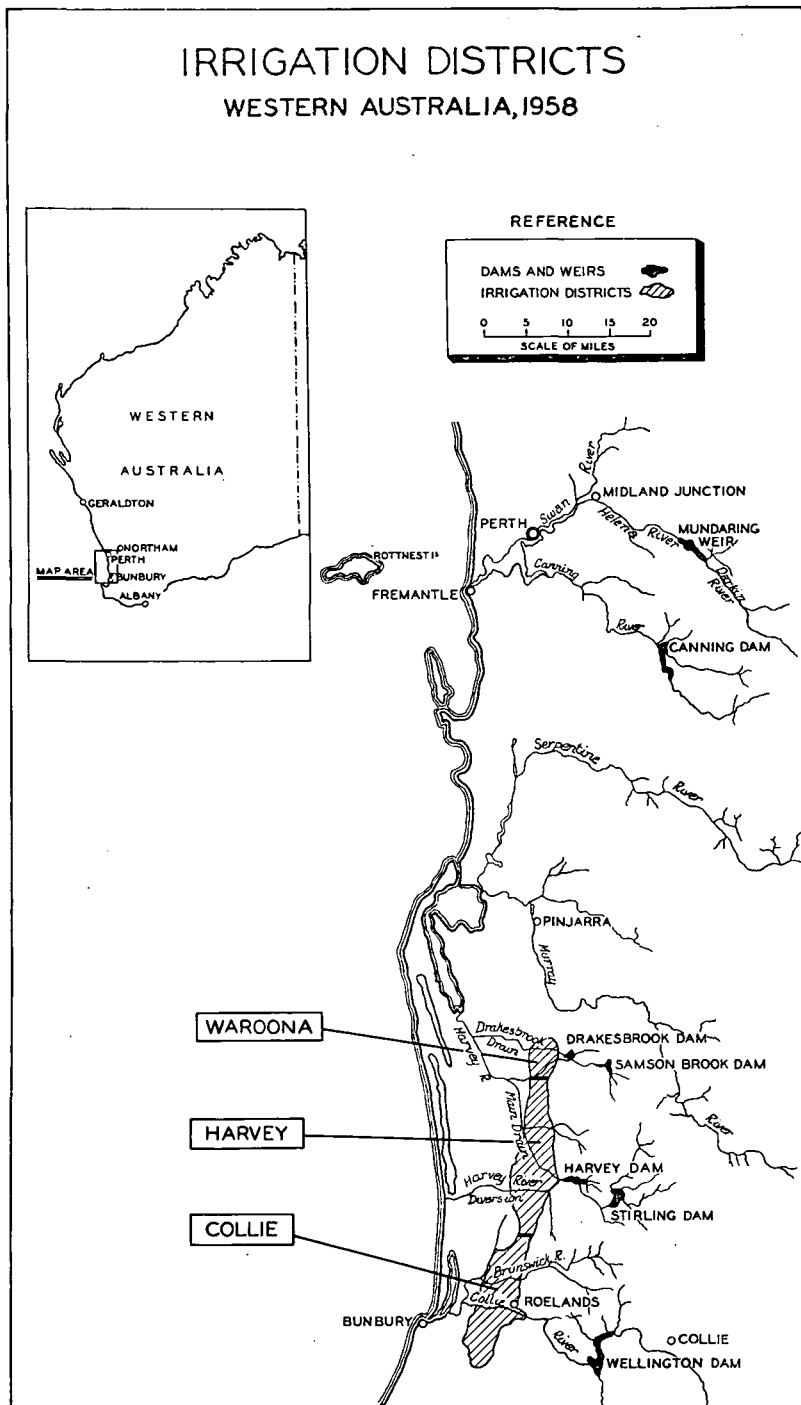 IRRIGATION DISTRICTS
WESTERN AUSTRALIA, 1958
REFERENCE
DAMS AND WEIRS
IRRIGATION DISTRICTS
0 5 10 15 20
SCALE OF MILES
WESTERN
AUSTRALIA
GERALDTON
NORTHAM
PERTH
MAP AREA
BUNBURY
ALBANY
ROTTNEST IS
PERTH
Swan
River
MIDLAND JUNCTION
Helena
River
MUNDARING
WEIR
Darkin
River
FREMANTLE
Canning
River
CANNING DAM
Serpentine
River
PINJARRA
Murray
River
WAROONA
Drakesbrook
Drain
DRAKESBROOK DAM
SAMSON BROOK DAM
Harvey R.
Main Drain
HARVEY
HARVEY DAM
Harvey River
Diversion
STIRLING DAM
COLLIE
Brunswick R.
Collie
River
ROELANDS
BUNBURY
COLLIE
WELLINGTON DAM